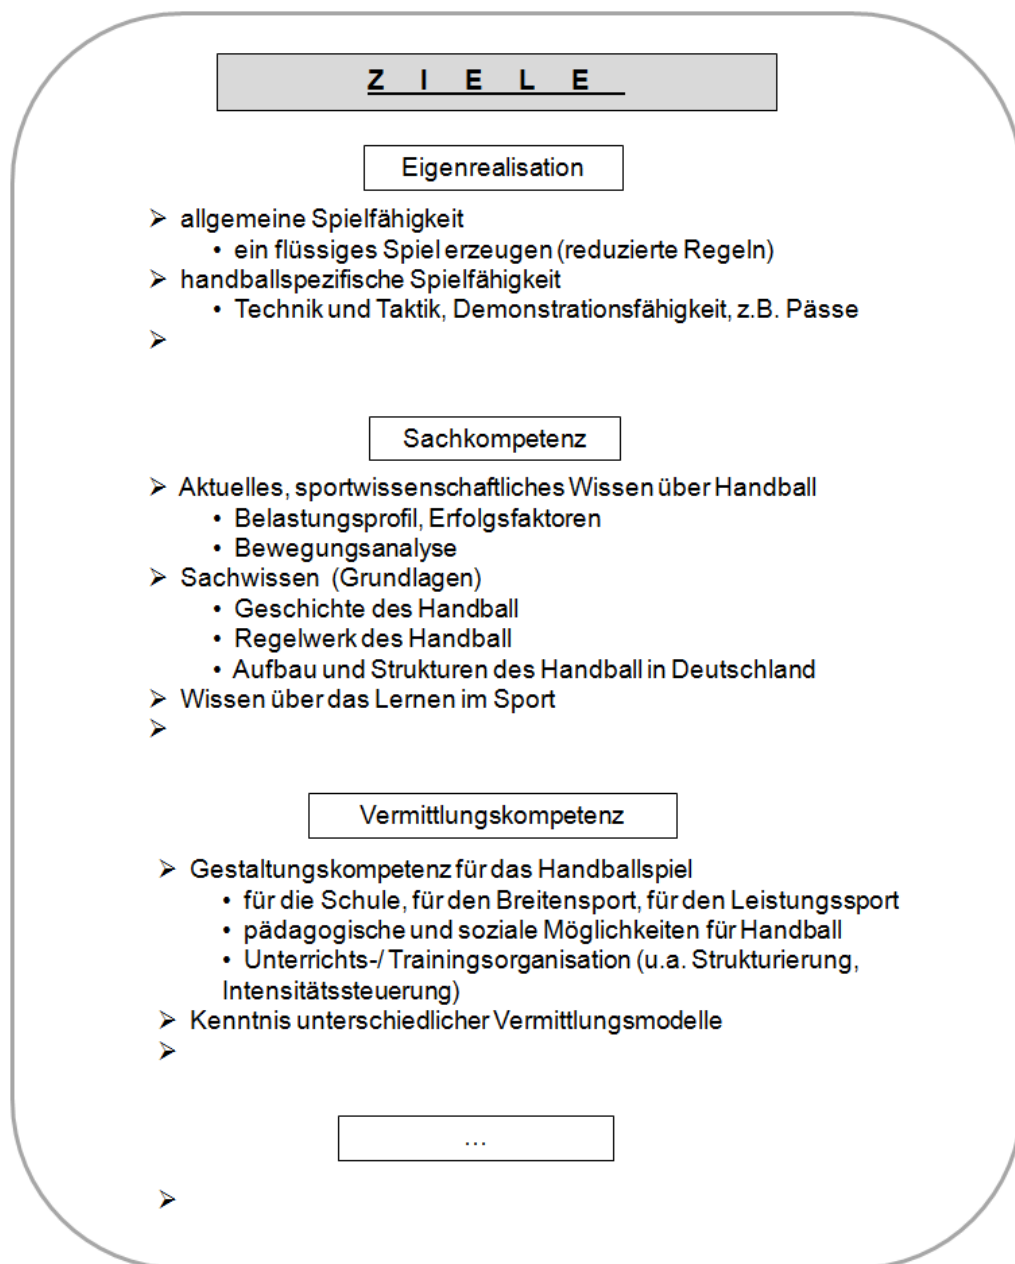 Z I E L E
Eigenrealisation
➢ allgemeine Spielfähigkeit
• ein flüssiges Spiel erzeugen (reduzierte Regeln)
➢ handballspezifische Spielfähigkeit
• Technik und Taktik, Demonstrationsfähigkeit, z.B. Pässe
➢
Sachkompetenz
➢ Aktuelles, sportwissenschaftliches Wissen über Handball
• Belastungsprofil, Erfolgsfaktoren
• Bewegungsanalyse
➢ Sachwissen (Grundlagen)
• Geschichte des Handball
• Regelwerk des Handball
• Aufbau und Strukturen des Handball in Deutschland
➢ Wissen über das Lernen im Sport
➢
Vermittlungskompetenz
➢ Gestaltungskompetenz für das Handballspiel
• für die Schule, für den Breitensport, für den Leistungssport
• pädagogische und soziale Möglichkeiten für Handball
• Unterrichts-/ Trainingsorganisation (u.a. Strukturierung,
Intensitätssteuerung)
➢ Kenntnis unterschiedlicher Vermittlungsmodelle
➢
...
➢